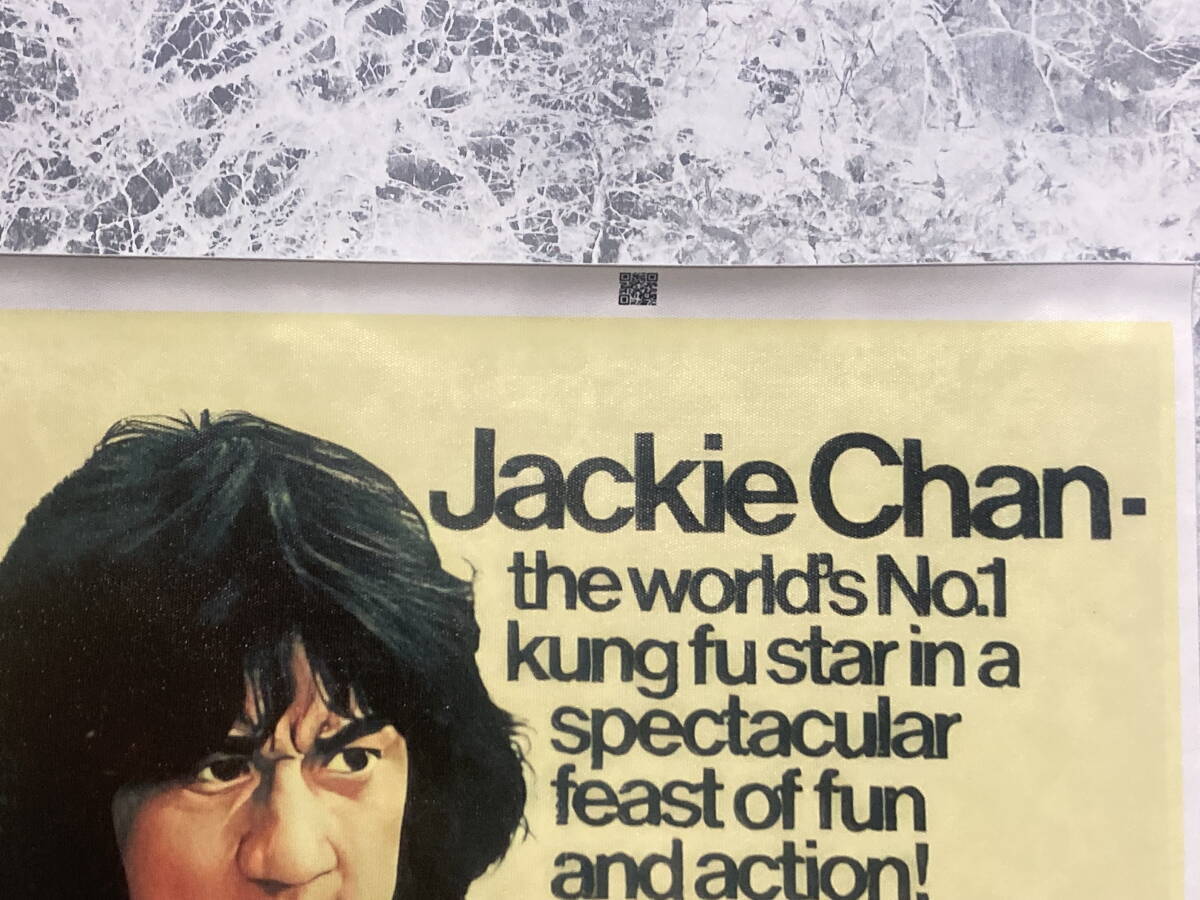 Jackie Chan-
the world's No.1
kung fu star in a
spectacular
feast of fun
and action!